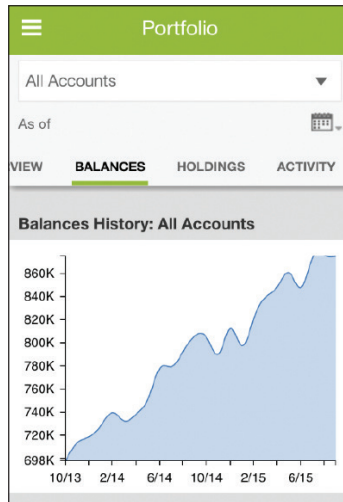 Portfolio
All Accounts
As of
VIEW BALANCES HOLDINGS ACTIVITY
Balances History: All Accounts
860K
840K
820K
800K
780K
760K
740K
720K
698K
10/13 2/14 6/14 10/14 2/15 6/15